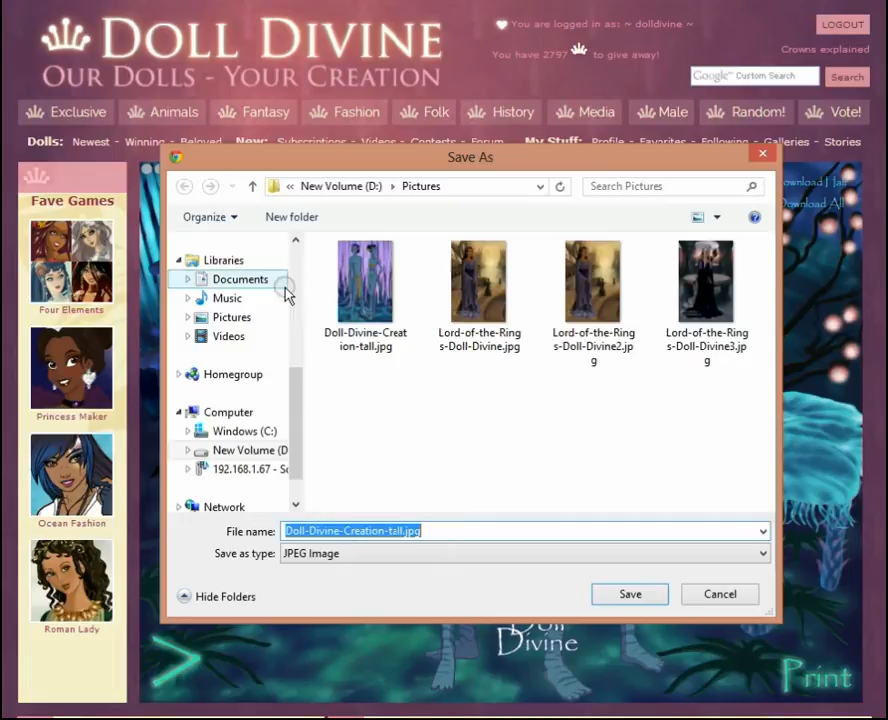 DOLL DIVINE
OUR DOLLS - YOUR CREATION
You are logged in as: ~ dolldivine ~
LOGOUT
You have 2797 to give away!
Crowns explained
Google™ Custom Search
Search
Exclusive Animals Fantasy Fashion Folk History Media Male Random! Vote!
Dolls: Newest - Winning - Beloved New: Subscriptions - Videos - Contests - Forum My Stuff: Profile - Favorites - Following - Galleries - Stories
Save As
« New Volume (D:) Pictures
Search Pictures
Organize
New folder
Fave Games
Four Elements
Princess Maker
Ocean Fashion
Roman Lady
Libraries
Documents
Music
Pictures
Videos
Homegroup
Computer
Windows (C:)
New Volume (D
192.168.1.67 - Sc
Network
Doll-Divine-Creat
ion-tall.jpg
Lord-of-the-Ring
s-Doll-Divine.jpg
Lord-of-the-Ring
s-Doll-Divine2.jp
g
Lord-of-the-Ring
s-Doll-Divine3.jp
g
File name: Doll-Divine-Creation-tall.jpg
Save as type: JPEG Image
Hide Folders
Save
Cancel
ownload All
Doll
Divine
Print